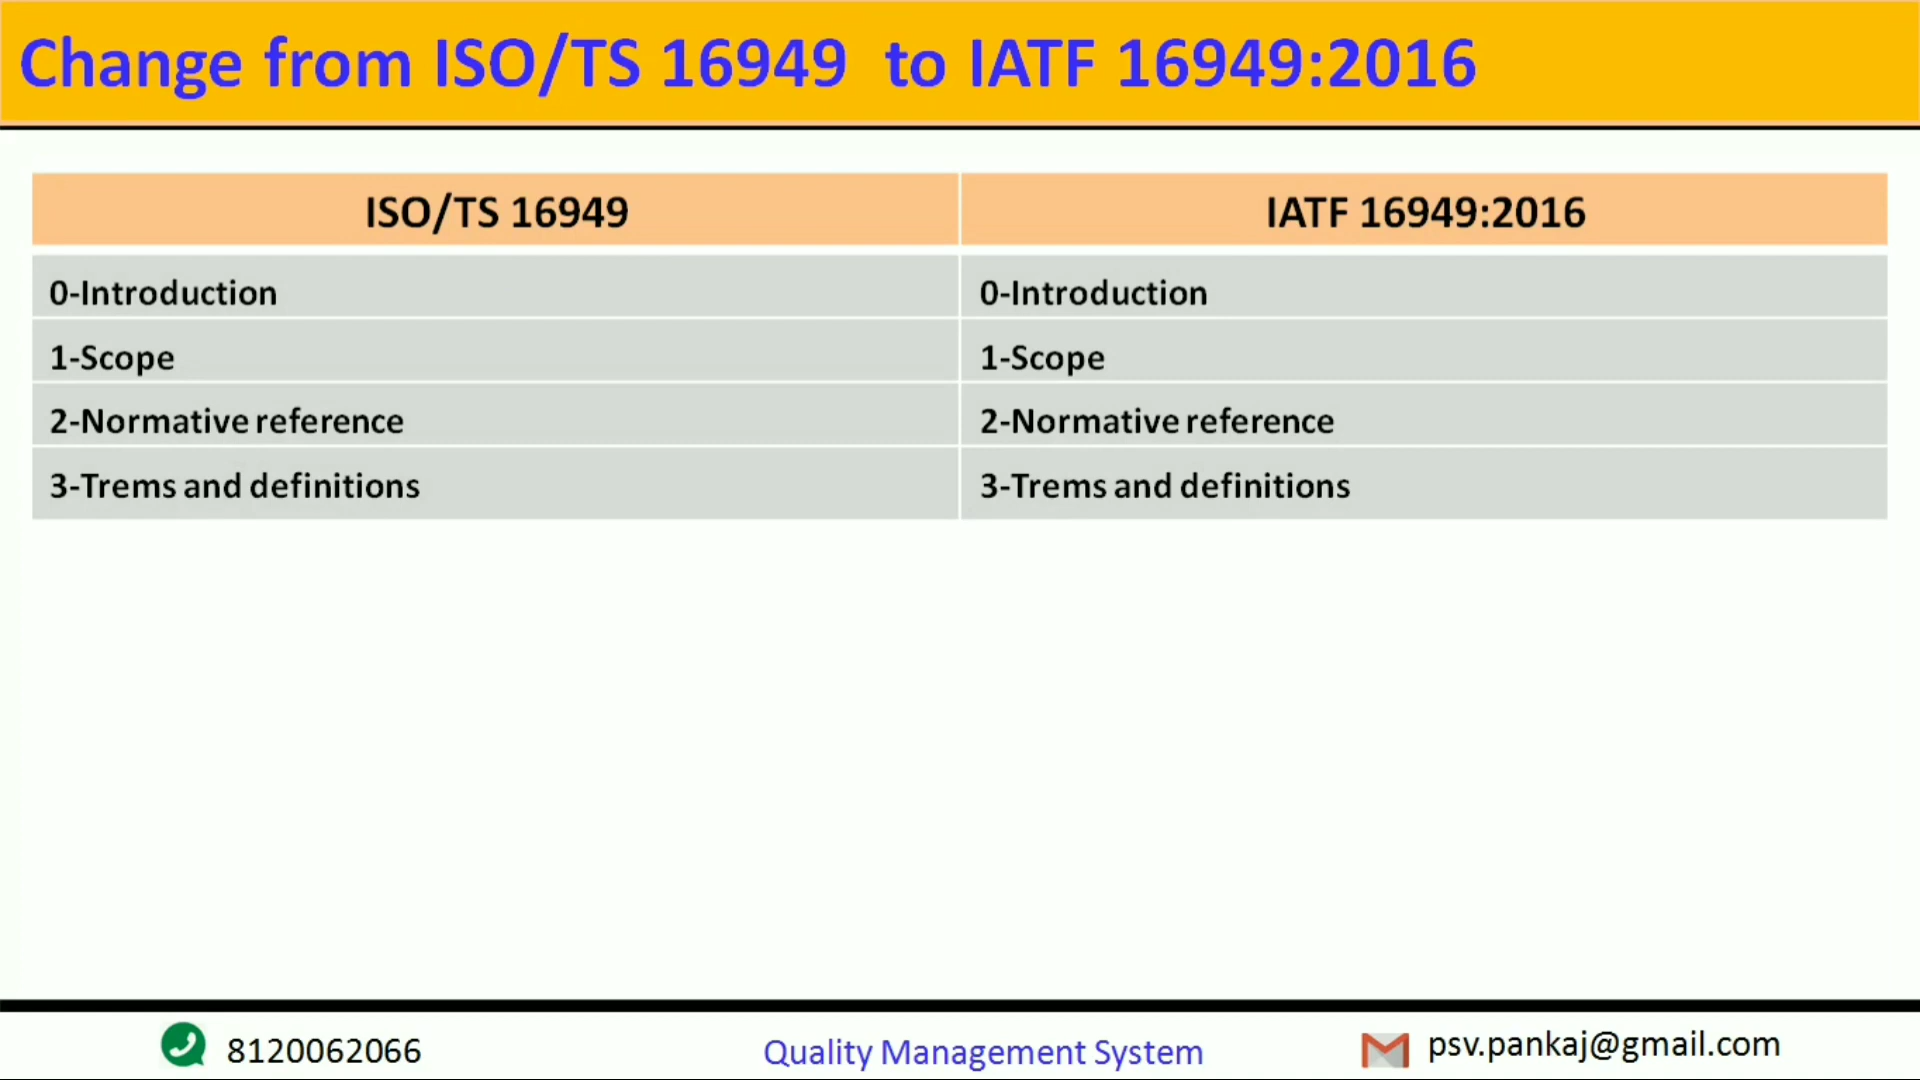 Change from ISO/TS 16949 to IATF 16949:2016
ISO/TS 16949
IATF 16949:2016
0-Introduction
0-Introduction
1-Scope
1-Scope
2-Normative reference
2-Normative reference
3-Trems and definitions
3-Trems and definitions
8120062066
Quality Management System
psv.pankaj@gmail.com